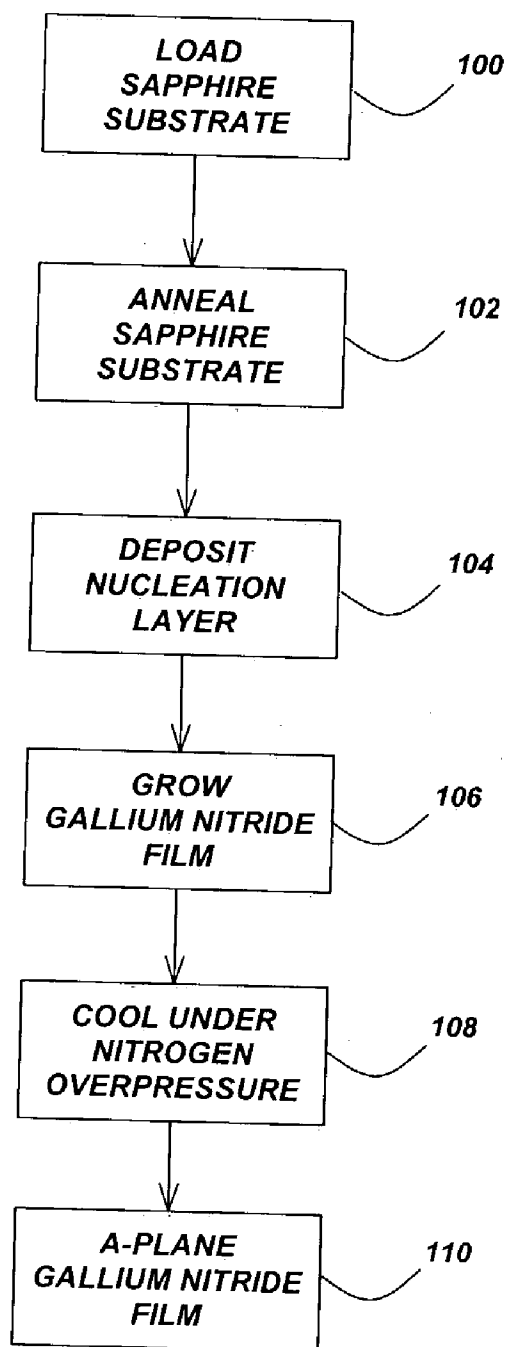 LOAD
SAPPHIRE
SUBSTRATE
100
ANNEAL
SAPPHIRE
SUBSTRATE
102
DEPOSIT
NUCLEATION
LAYER
104
GROW
GALLIUM NITRIDE
FILM
106
COOL UNDER
NITROGEN
OVERPRESSURE
108
A-PLANE
GALLIUM NITRIDE
FILM
110